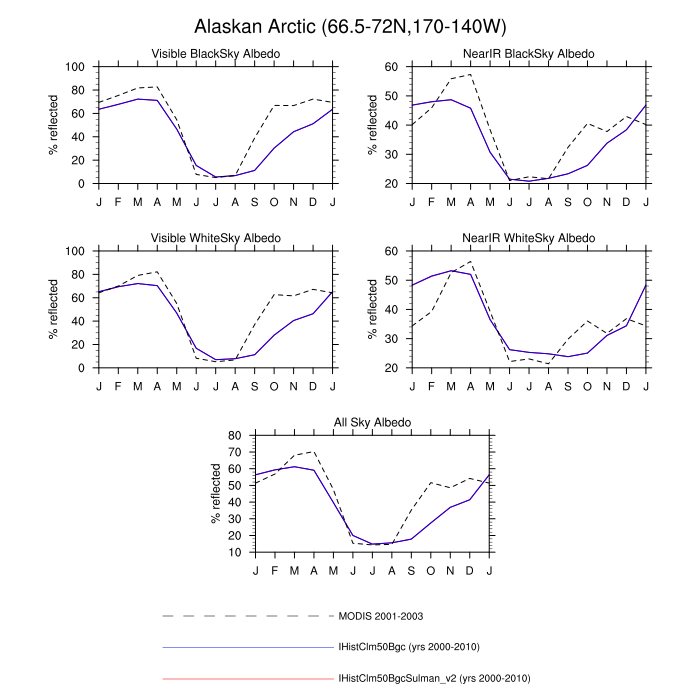 Alaskan Arctic (66.5-72N,170-140W)
Visible BlackSky Albedo
% reflected
100
80
60
40
20
0
J F M A M J J A S O N D J
NearIR BlackSky Albedo
% reflected
60
50
40
30
20
J F M A M J J A S O N D J
Visible WhiteSky Albedo
% reflected
100
80
60
40
20
0
J F M A M J J A S O N D J
NearIR WhiteSky Albedo
% reflected
60
50
40
30
20
J F M A M J J A S O N D J
All Sky Albedo
% reflected
80
70
60
50
40
30
20
10
J F M A M J J A S O N D J
MODIS 2001-2003
IHistClm50Bgc (yrs 2000-2010)
IHistClm50BgcSulman_v2 (yrs 2000-2010)